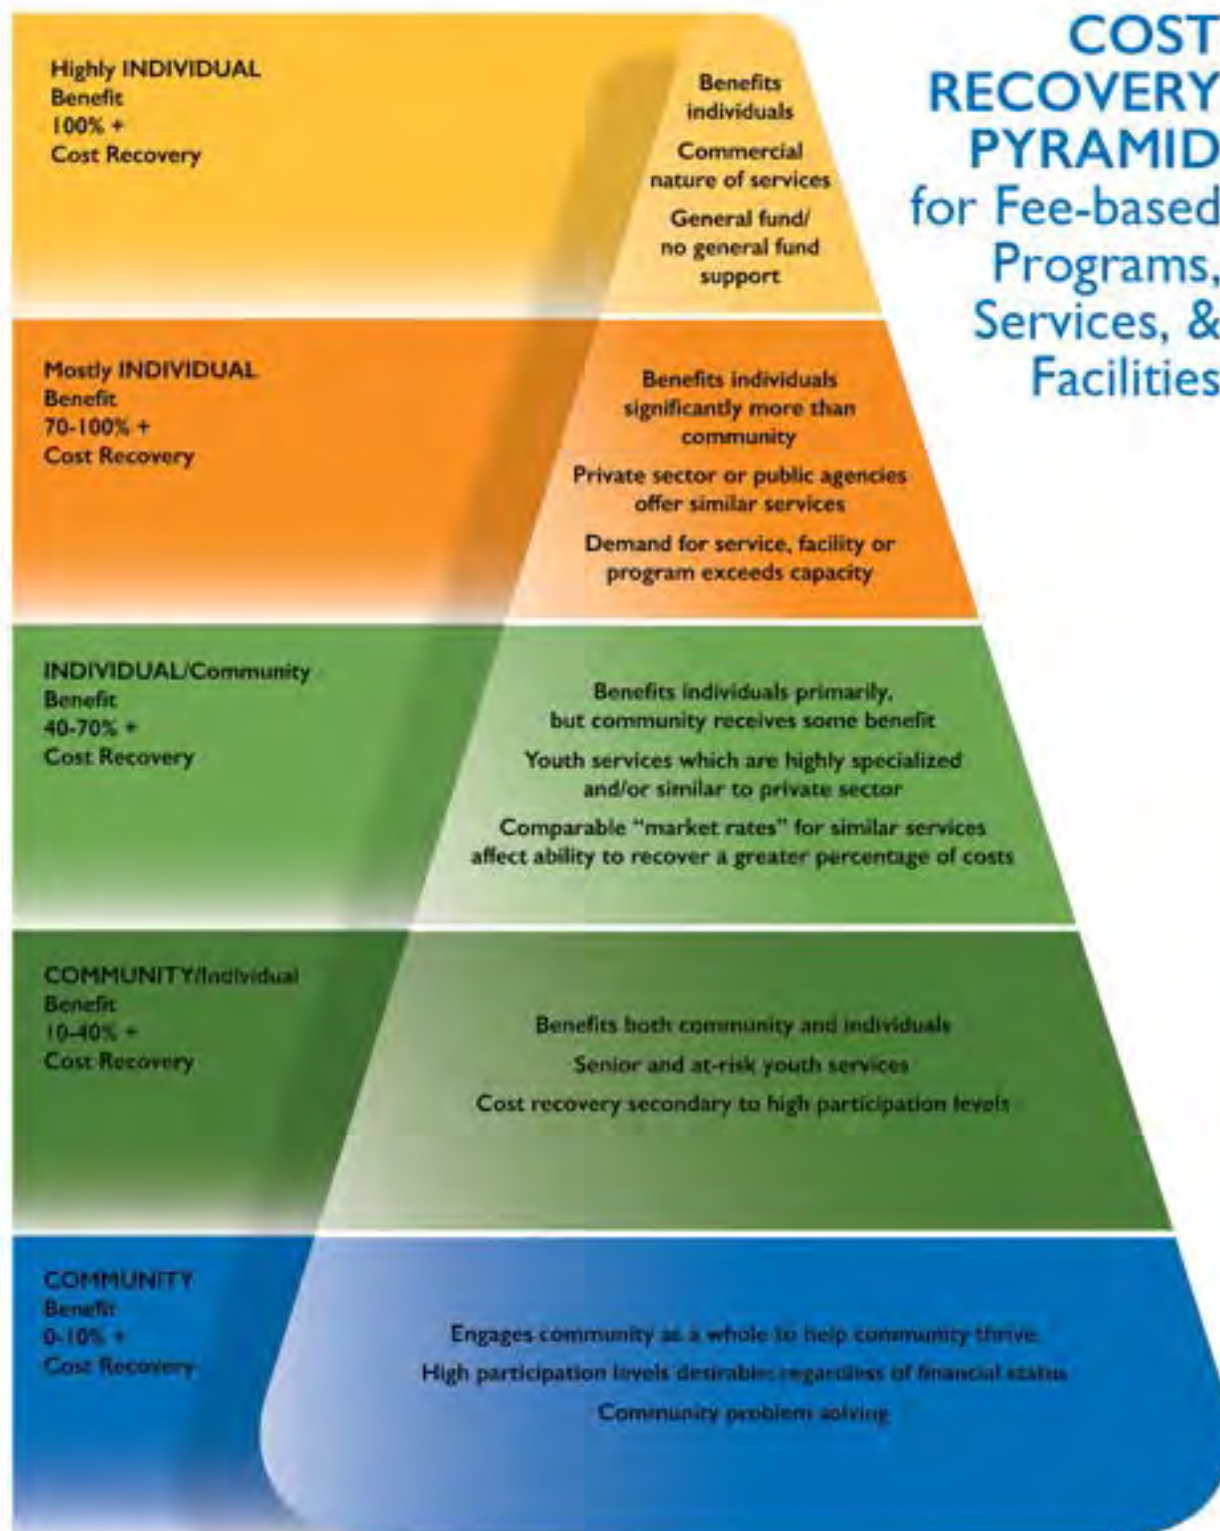 COST
RECOVERY
PYRAMID
for Fee-based
Programs,
Services, &
Facilities
Highly INDIVIDUAL
Benefit
100% +
Cost Recovery
Benefits
individuals
Commercial
nature of services
General fund/
no general fund
support
Mostly INDIVIDUAL
Benefit
70-100% +
Cost Recovery
Benefits individuals
significantly more than
community
Private sector or public agencies
offer similar services
Demand for service, facility or
program exceeds capacity
INDIVIDUAL/Community
Benefit
40-70% +
Cost Recovery
Benefits individuals primarily,
but community receives some benefit
Youth services which are highly specialized
and/or similar to private sector
Comparable “market rates” for similar services
affect ability to recover a greater percentage of costs
COMMUNITY/Individual
Benefit
10-40% +
Cost Recovery
Benefits both community and individuals
Senior and at-risk youth services
Cost recovery secondary to high participation levels
COMMUNITY
Benefit
0-10% +
Cost Recovery
Engages community as a whole to help community thrive
High participation levels desirable; regardless of financial status
Community problem solving